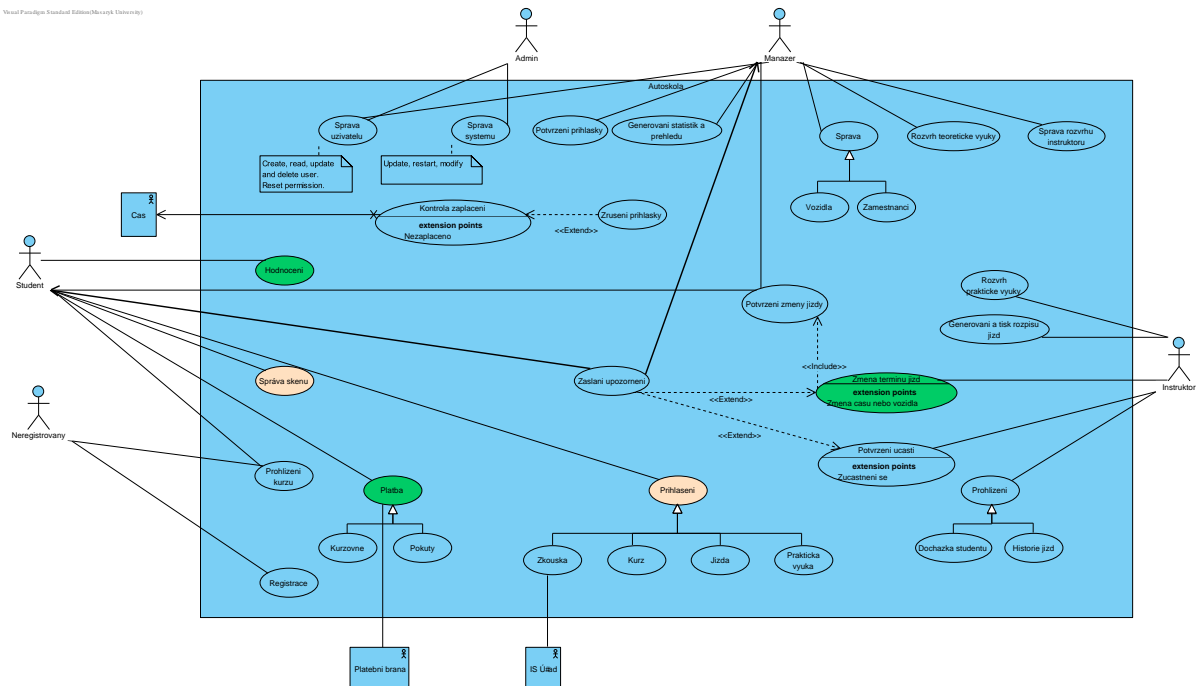 Visual Paradigm Standard Edition(Masaryk University)
Admin
Manazer
Autoskola
Sprava
uzivatelu
Sprava
systemu
Potvrzeni prihlasky
Generovani statistik a
prehledu
Sprava
Rozvrh teoreticke vyuky
Sprava rozvrhu
instruktoru
Create, read, update
and delete user.
Reset permission.
Update, restart, modify
Vozidla
Zamestnanci
Cas
Kontrola zaplaceni
extension points
Nezaplaceno
<<Extend>>
Zruseni prihlasky
Student
Hodnoceni
Potvrzeni zmeny jizdy
Rozvrh
prakticke vyuky
Generovani a tisk rozpisu
jizd
Instruktor
<<Include>>
Správa skenu
Zaslani upozorneni
<<Extend>>
Zmena terminu jizd
extension points
Zmena casu nebo vozidla
Neregistrovany
<<Extend>>
Potvrzeni ucasti
extension points
Zucastneni se
Prohlizeni
kurzu
Platba
Prihlaseni
Prohlizeni
Kurzovne
Pokuty
Zkouska
Kurz
Jizda
Prakticka
vyuka
Dochazka studentu
Historie jizd
Registrace
Platebni brana
IS